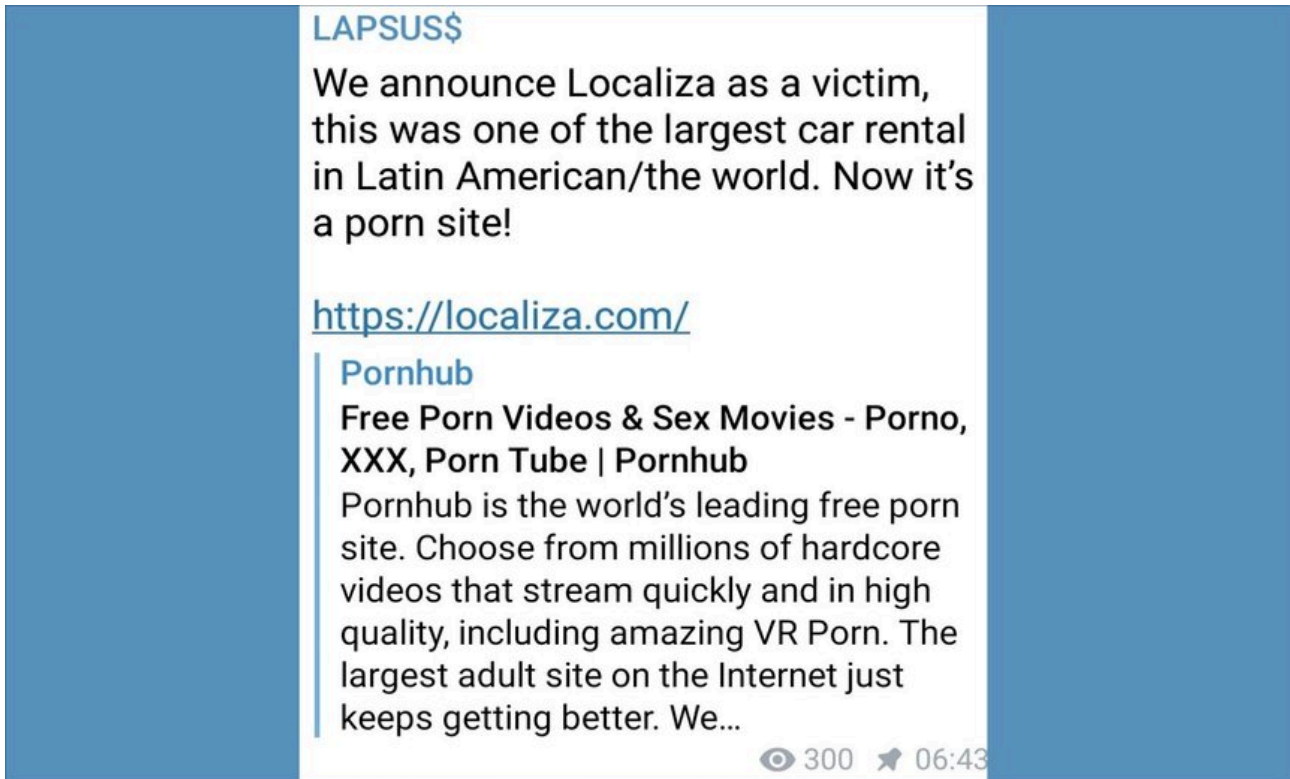 LAPSUS$
We announce Localiza as a victim,
this was one of the largest car rental
in Latin American/the world. Now it's
a porn site!
https://localiza.com/
Pornhub
Free Porn Videos & Sex Movies - Porno,
XXX, Porn Tube | Pornhub
Pornhub is the world's leading free porn
site. Choose from millions of hardcore
videos that stream quickly and in high
quality, including amazing VR Porn. The
largest adult site on the Internet just
keeps getting better. We...
300 06:43